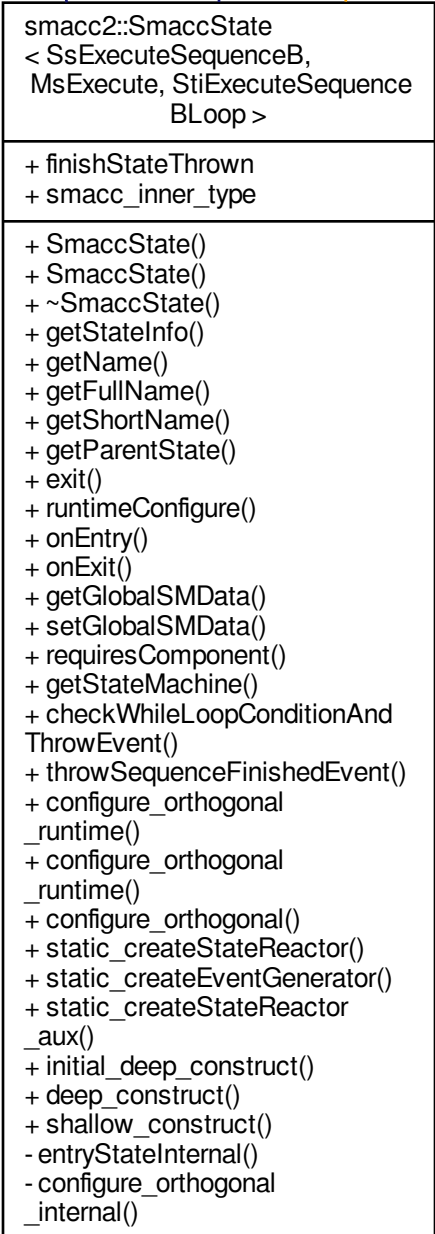 smacc2::SmaccState
< SsExecuteSequenceB,
MsExecute, StiExecuteSequence
BLoop >
+ finishStateThrown
+ smacc_inner_type
+ SmaccState()
+ SmaccState()
+ ~SmaccState()
+ getStateInfo()
+ getName()
+ getFullName()
+ getShortName()
+ getParentState()
+ exit()
+ runtimeConfigure()
+ onEntry()
+ onExit()
+ getGlobalSMData()
+ setGlobalSMData()
+ requiresComponent()
+ getStateMachine()
+ checkWhileLoopConditionAnd
ThrowEvent()
+ throwSequenceFinishedEvent()
+ configure_orthogonal
_runtime()
+ configure_orthogonal
_runtime()
+ configure_orthogonal()
+ static_createStateReactor()
+ static_createEventGenerator()
+ static_createStateReactor
_aux()
+ initial_deep_construct()
+ deep_construct()
+ shallow_construct()
- entryStateInternal()
- configure_orthogonal
_internal()